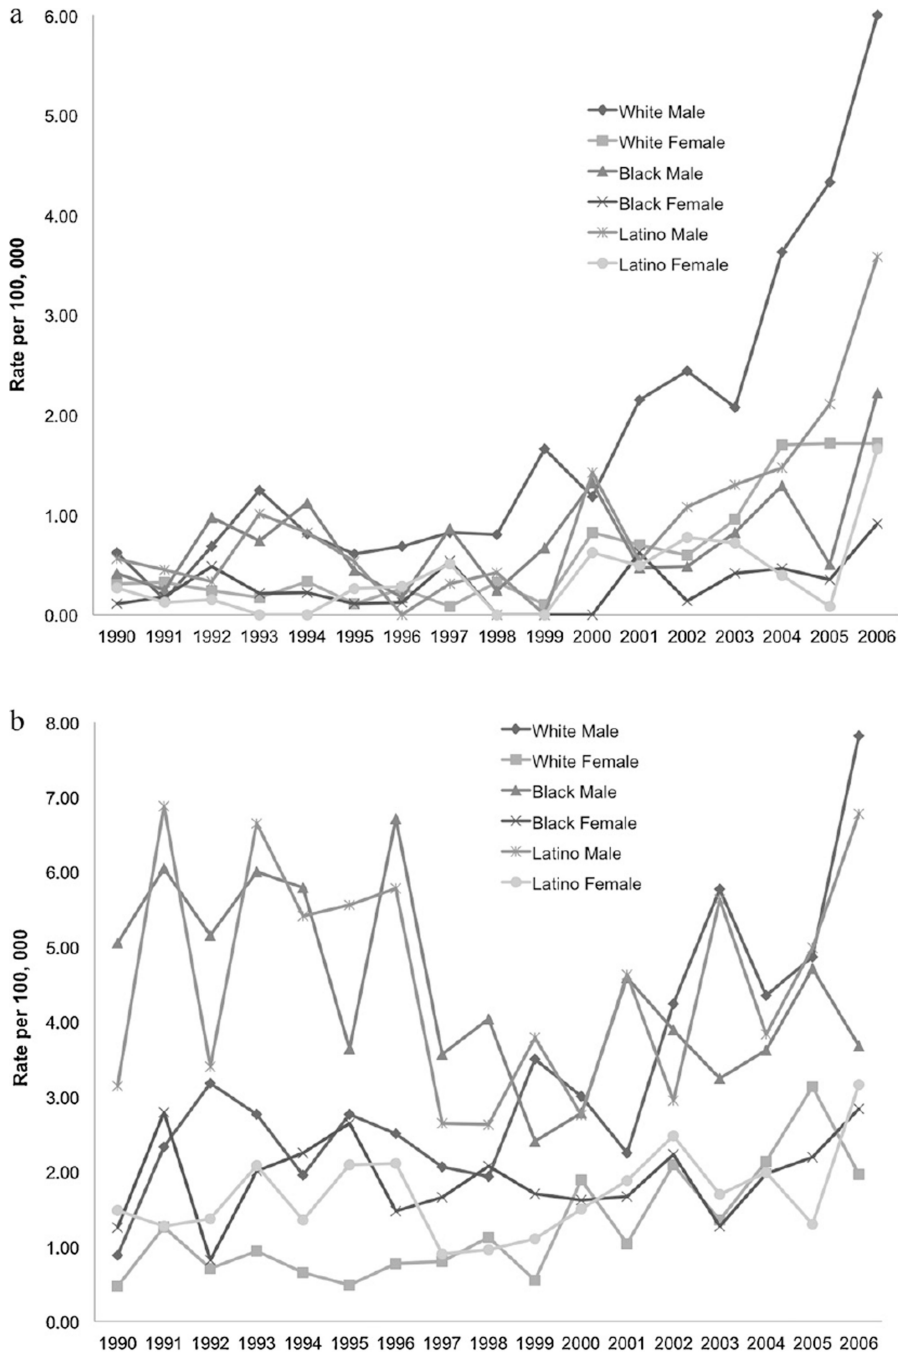 a
6.00
5.00
4.00
3.00
2.00
1.00
0.00
Rate per 100, 000
White Male
White Female
Black Male
Black Female
Latino Male
Latino Female
1990 1991 1992 1993 1994 1995 1996 1997 1998 1999 2000 2001 2002 2003 2004 2005 2006
b
8.00
7.00
6.00
5.00
4.00
3.00
2.00
1.00
0.00
Rate per 100, 000
White Male
White Female
Black Male
Black Female
Latino Male
Latino Female
1990 1991 1992 1993 1994 1995 1996 1997 1998 1999 2000 2001 2002 2003 2004 2005 2006